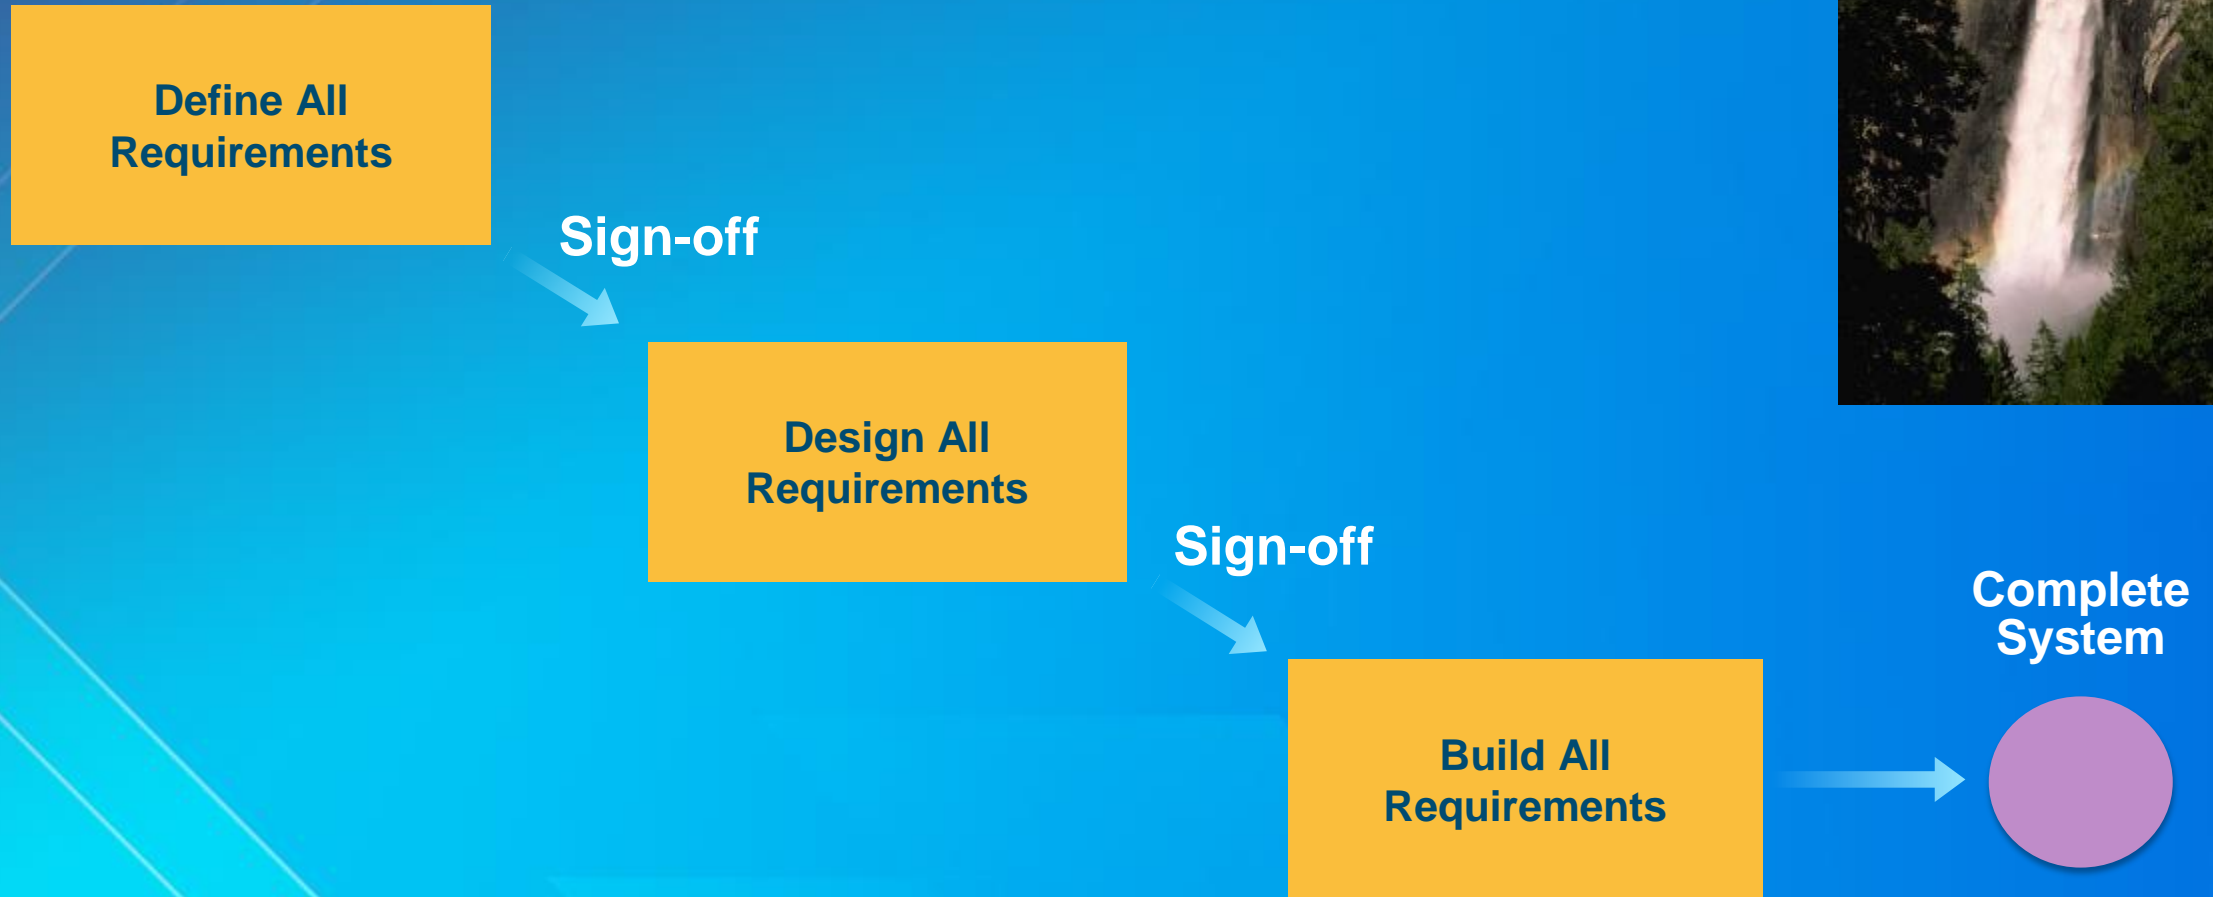 Define All
Requirements
Sign-off
Design All
Requirements
Sign-off
Complete
System
Build All
Requirements